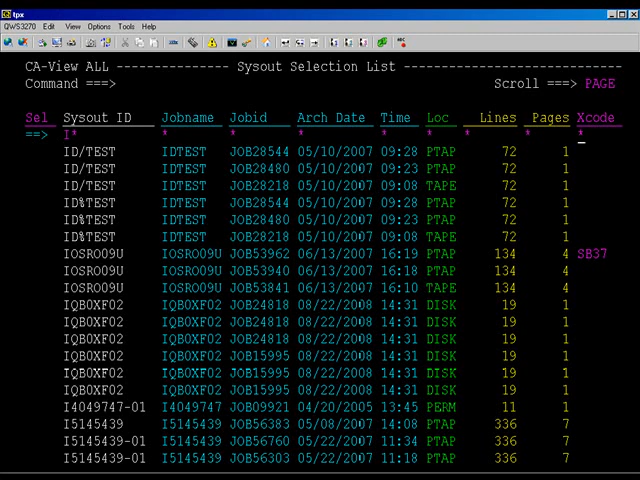 tpx
QWS3270 Edit View Options Tools Help
CA-View ALL --------------- Sysout Selection List -----------------------------
Command ===> Scroll ===> PAGE
Sel Sysout ID Jobname Jobid Arch Date Time Loc Lines Pages Xcode
==> I* * * * * * * * *
ID/TEST IDTEST JOB28544 05/10/2007 09:28 PTAP 72 1
ID/TEST IDTEST JOB28480 05/10/2007 09:23 PTAP 72 1
ID/TEST IDTEST JOB28218 05/10/2007 09:08 TAPE 72 1
ID%TEST IDTEST JOB28544 05/10/2007 09:28 PTAP 72 1
ID%TEST IDTEST JOB28480 05/10/2007 09:23 PTAP 72 1
ID%TEST IDTEST JOB28218 05/10/2007 09:08 TAPE 72 1
IOSRO09U IOSRO09U JOB53962 06/13/2007 16:19 PTAP 134 4 SB37
IOSRO09U IOSRO09U JOB53940 06/13/2007 16:18 PTAP 134 4
IOSRO09U IOSRO09U JOB53841 06/13/2007 16:10 TAPE 134 4
IQB0XF02 IQB0XF02 JOB24818 08/22/2008 14:31 DISK 19 1
IQB0XF02 IQB0XF02 JOB24818 08/22/2008 14:31 DISK 19 1
IQB0XF02 IQB0XF02 JOB24818 08/22/2008 14:31 DISK 19 1
IQB0XF02 IQB0XF02 JOB15995 08/22/2008 14:31 DISK 19 1
IQB0XF02 IQB0XF02 JOB15995 08/22/2008 14:31 DISK 19 1
IQB0XF02 IQB0XF02 JOB15995 08/22/2008 14:31 DISK 19 1
I4049747-01 I4049747 JOB09921 04/20/2005 13:45 PERM 11 1
I5145439 I5145439 JOB56383 05/08/2007 14:08 PTAP 336 7
I5145439-01 I5145439 JOB56760 05/22/2007 11:34 PTAP 336 7
I5145439-01 I5145439 JOB56303 05/22/2007 11:18 PTAP 336 7